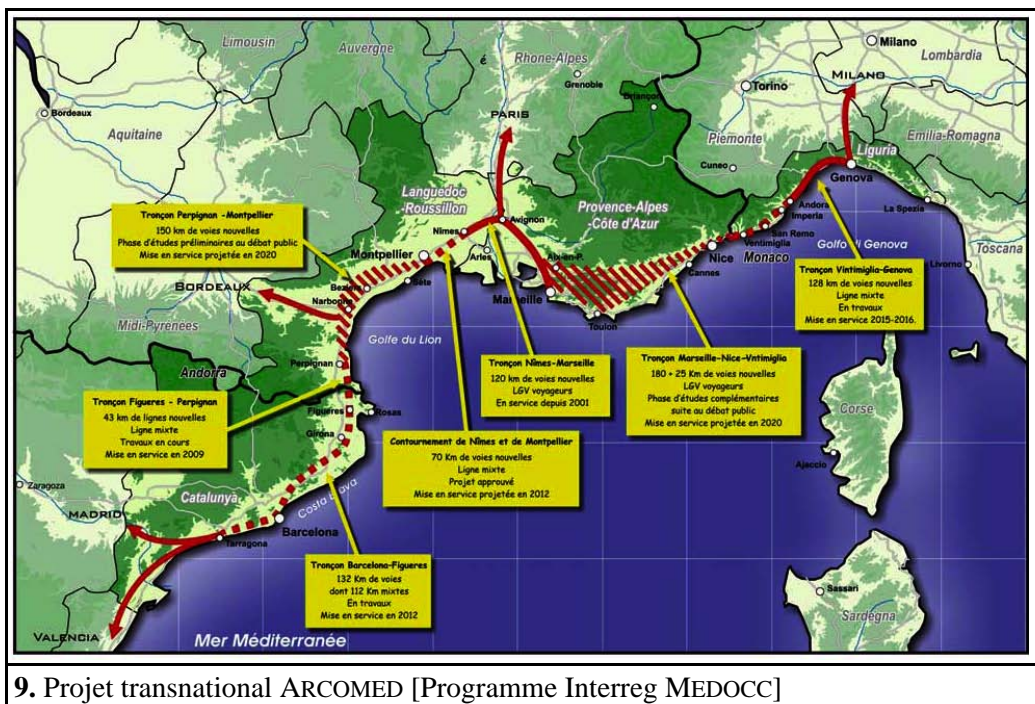 Milano
Limousin
Auvergne
é
Rhone-Alpes
Lombardia
Grenoble
MILANO
Torino
Bordeaux
Briançon
PARIS
Aquitaine
Piemonte
Emilia-Romagna
Cuneo
Liguria
Genova
Languedoc
-Roussillon
Provence-Alpes
-Côte d'Azur
La Spezia
Andora
Imperia
Tronçon Perpignan -Montpellier
150 km de voies nouvelles
Phase d'études préliminaires au débat public
Mise en service projetée en 2020
Avignon
Nîmes
San Remo
Ventimiglia
Golfo di Genova
Toscana
Montpellier
Arles
Aix-en-P.
Nice
Monaco
Livorno
Cannes
Beziers
Sète
Marseille
BORDEAUX
Narbonne
Toulon
Tronçon Vintimiglia-Genova
128 km de voies nouvelles
Ligne mixte
En travaux
Mise en service 2015-2016.
Midi-Pyrénées
Golfe du Lion
Perpignan
Andorra
Tronçon Nîmes-Marseille
120 km de voies nouvelles
LGV voyageurs
En service depuis 2001
Tronçon Marseille-Nice-Vntimiglia
180 + 25 Km de voies nouvelles
LGV voyageurs
Phase d'études complémentaires
suite au débat public
Mise en service projetée en 2020
Tronçon Figueres - Perpignan
43 km de lignes nouvelles
Ligne mixte
Travaux en cours
Mise en service en 2009
Figueres
Rosas
Girona
Corse
Contournement de Nîmes et de Montpellier
70 Km de voies nouvelles
Ligne mixte
Projet approuvé
Mise en service projetée en 2012
Ajaccio
Zaragoza
Catalunya
Costa Brava
MADRID
Barcelona
Tarragona
Tronçon Barcelona-Figueres
132 Km de voies
dont 112 Km mixtes
En travaux
Mise en service en 2012
Sassari
Sardegna
VALENCIA
Mer Méditerranée
9. Projet transnational ARCOMED [Programme Interreg MEDOCC]